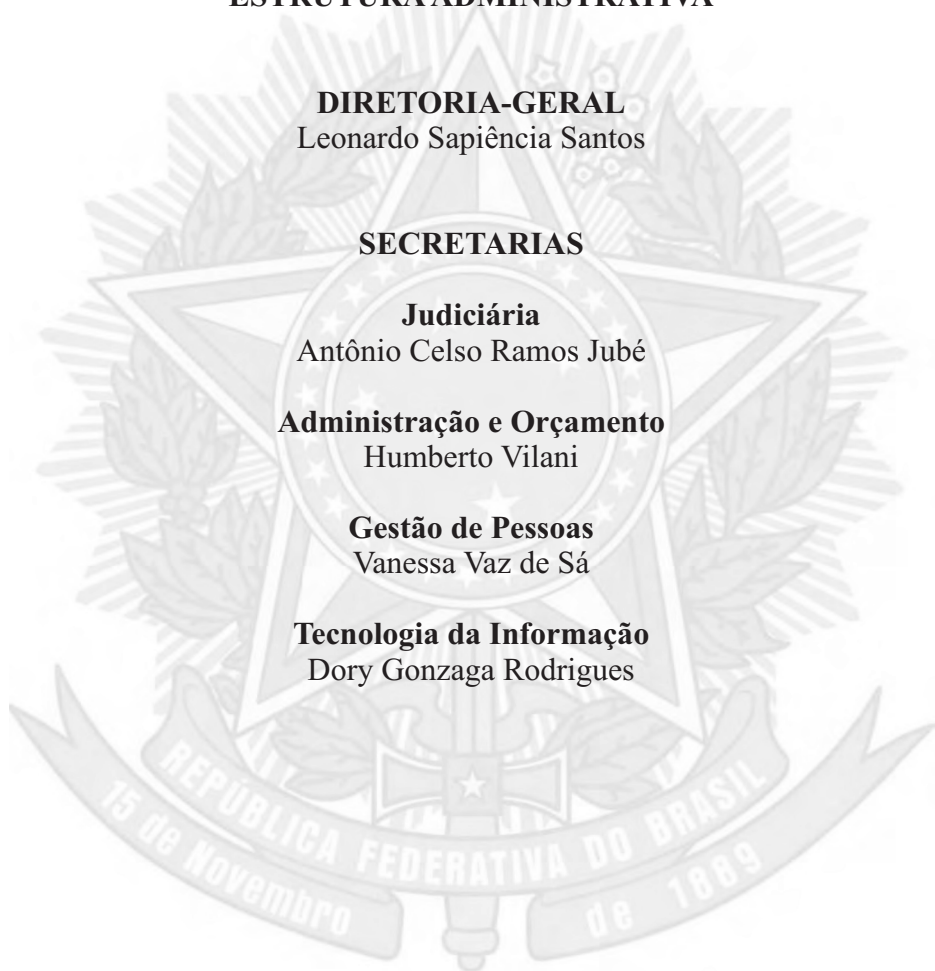 ESTRUTURA ADMINISTRATIVA
DIRETORIA-GERAL
Leonardo Sapiência Santos
SECRETARIAS
Judiciária
Antônio Celso Ramos Jubé
Administração e Orçamento
Humberto Vilani
Gestão de Pessoas
Vanessa Vaz de Sá
Tecnologia da Informação
Dory Gonzaga Rodrigues
REPÚBLICA FEDERATIVA DO BRASIL
15 de Novembro de 1889